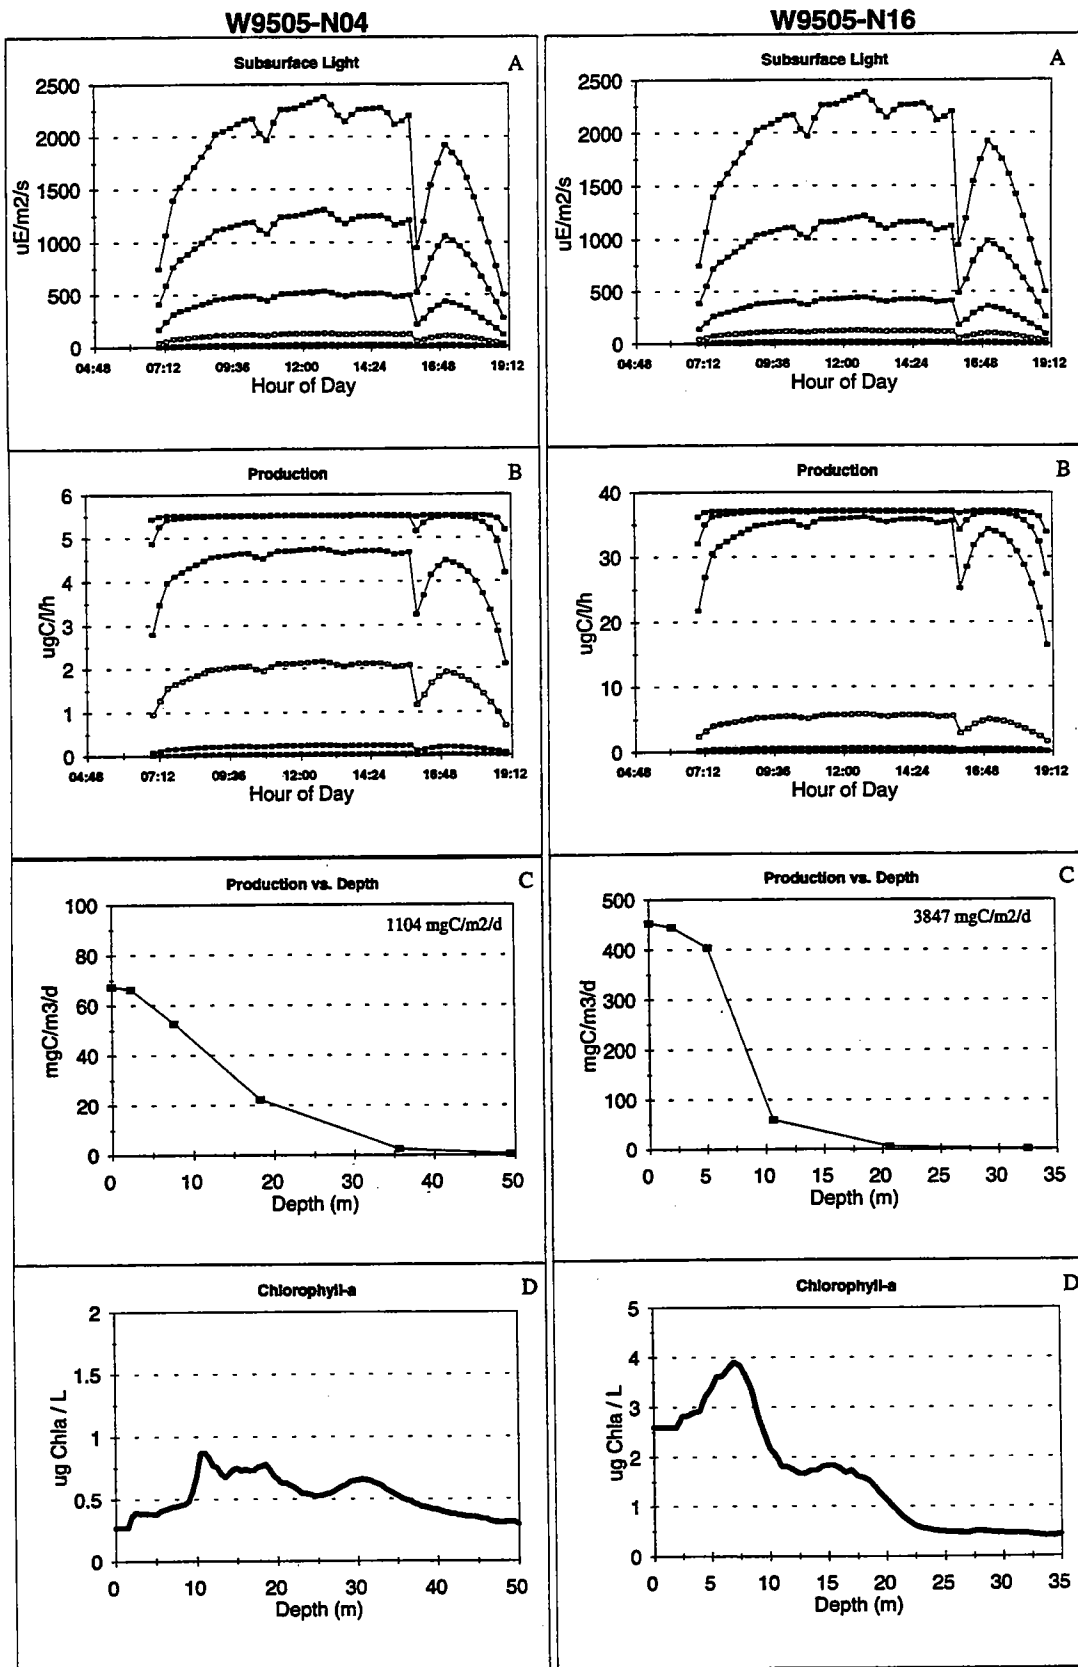 W9505-N04
Subsurface Light
A
2500
2000
1500
1000
500
0
uE/m2/s
04:48 07:12 09:36 12:00 14:24 16:48 19:12
Hour of Day
Production
B
6
5
4
3
2
1
0
ugC/l/h
04:48 07:12 09:36 12:00 14:24 16:48 19:12
Hour of Day
Production vs. Depth
C
1104 mgC/m2/d
100
80
60
40
20
0
mgC/m3/d
0 10 20 30 40 50
Depth (m)
Chlorophyll-a
D
2
1.5
1
0.5
0
ug Chla / L
0 10 20 30 40 50
Depth (m)
W9505-N16
Subsurface Light
A
2500
2000
1500
1000
500
0
uE/m2/s
04:48 07:12 09:36 12:00 14:24 16:48 19:12
Hour of Day
Production
B
40
30
20
10
0
ugC/l/h
04:48 07:12 09:36 12:00 14:24 16:48 19:12
Hour of Day
Production vs. Depth
C
3847 mgC/m2/d
500
400
300
200
100
0
mgC/m3/d
0 5 10 15 20 25 30 35
Depth (m)
Chlorophyll-a
D
5
4
3
2
1
0
ug Chla / L
0 5 10 15 20 25 30 35
Depth (m)